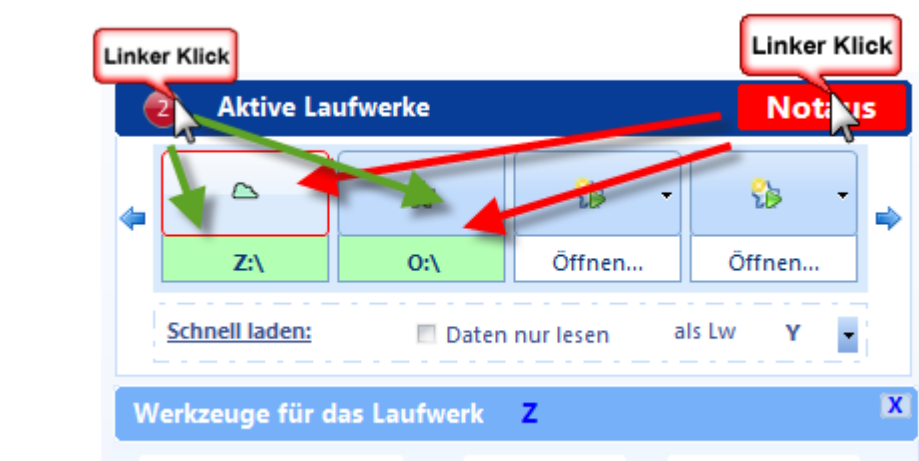 Linker Klick
Linker Klick
2 Aktive Laufwerke Notaus
Z:\ O:\ Öffnen... Öffnen...
Schnell laden: Daten nur lesen als Lw Y
Werkzeuge für das Laufwerk Z X